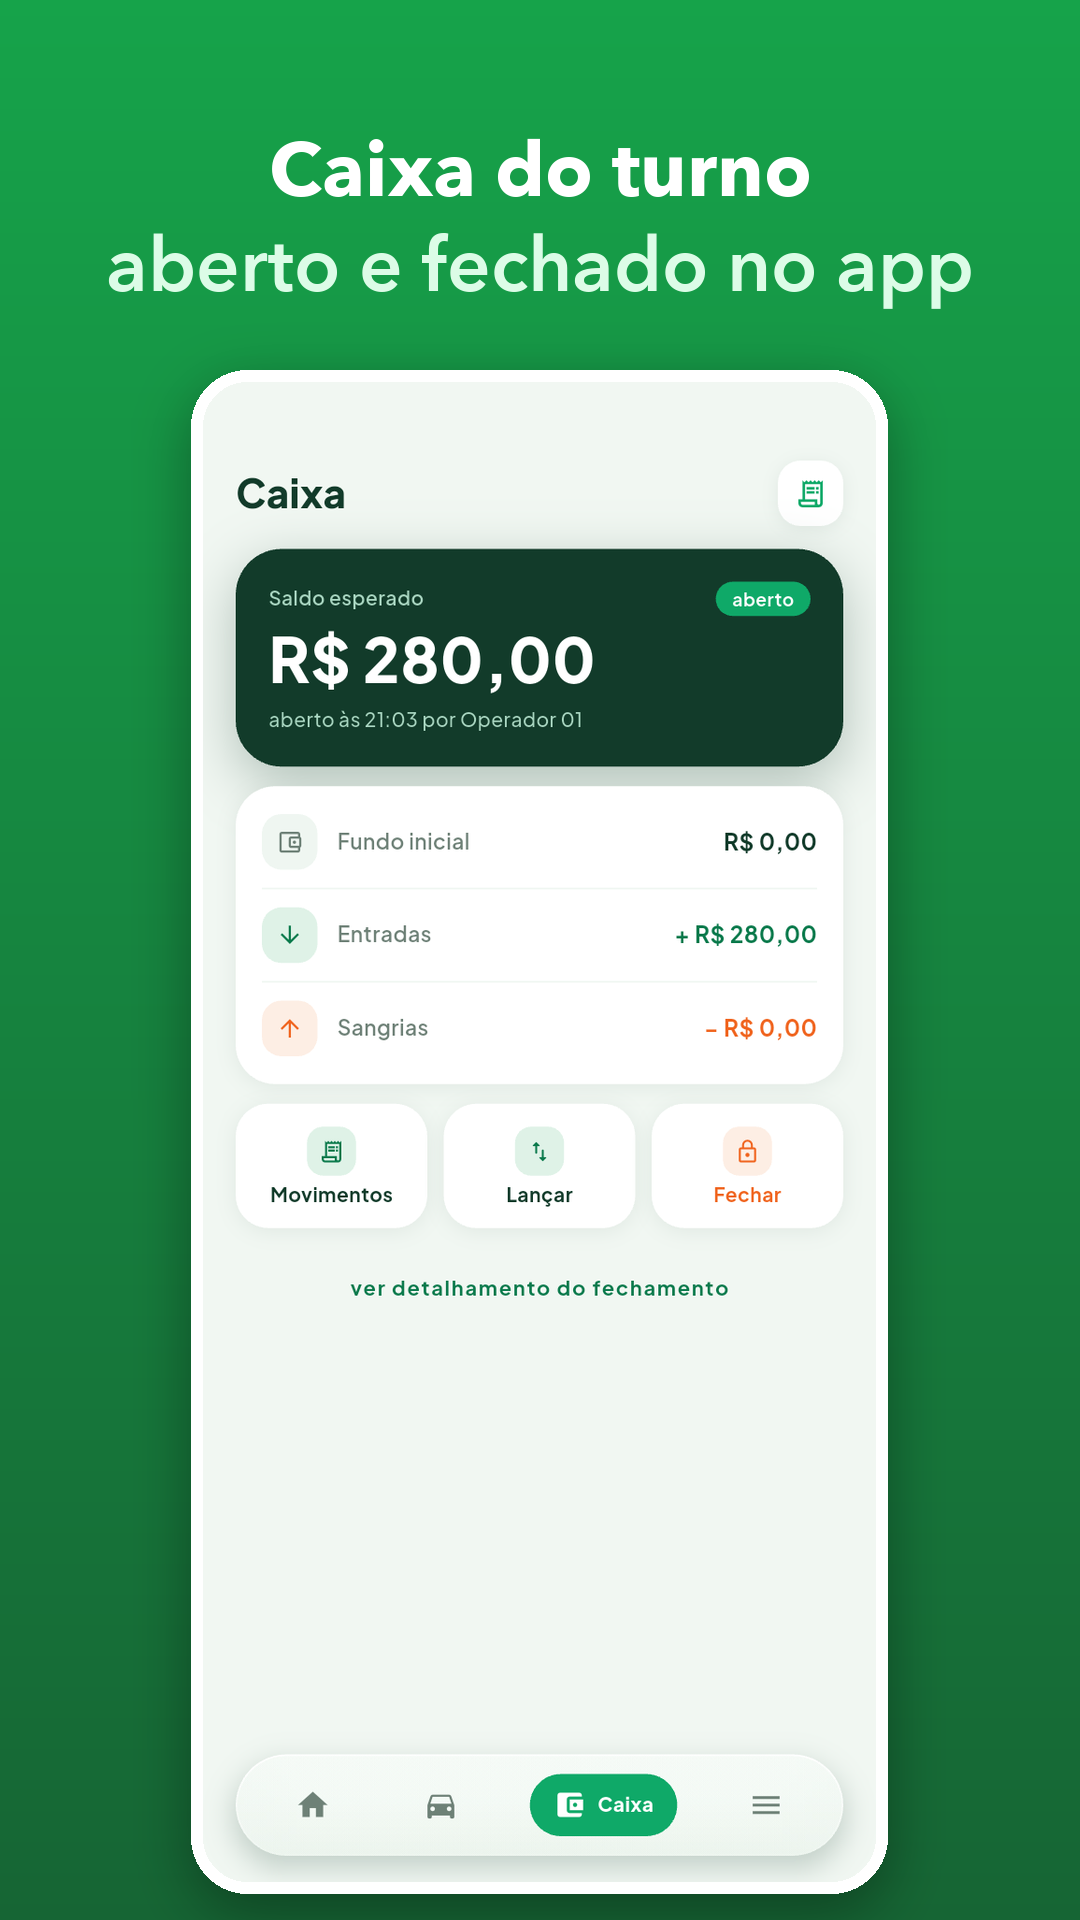 Caixa do turno
aberto e fechado no app
Caixa
Saldo esperado
aberto
R$ 280,00
aberto às 21:03 por Operador 01
Fundo inicial
R$ 0,00
Entradas
+ R$ 280,00
Sangrias
– R$ 0,00
Movimentos
Lançar
Fechar
ver detalhamento do fechamento
Caixa